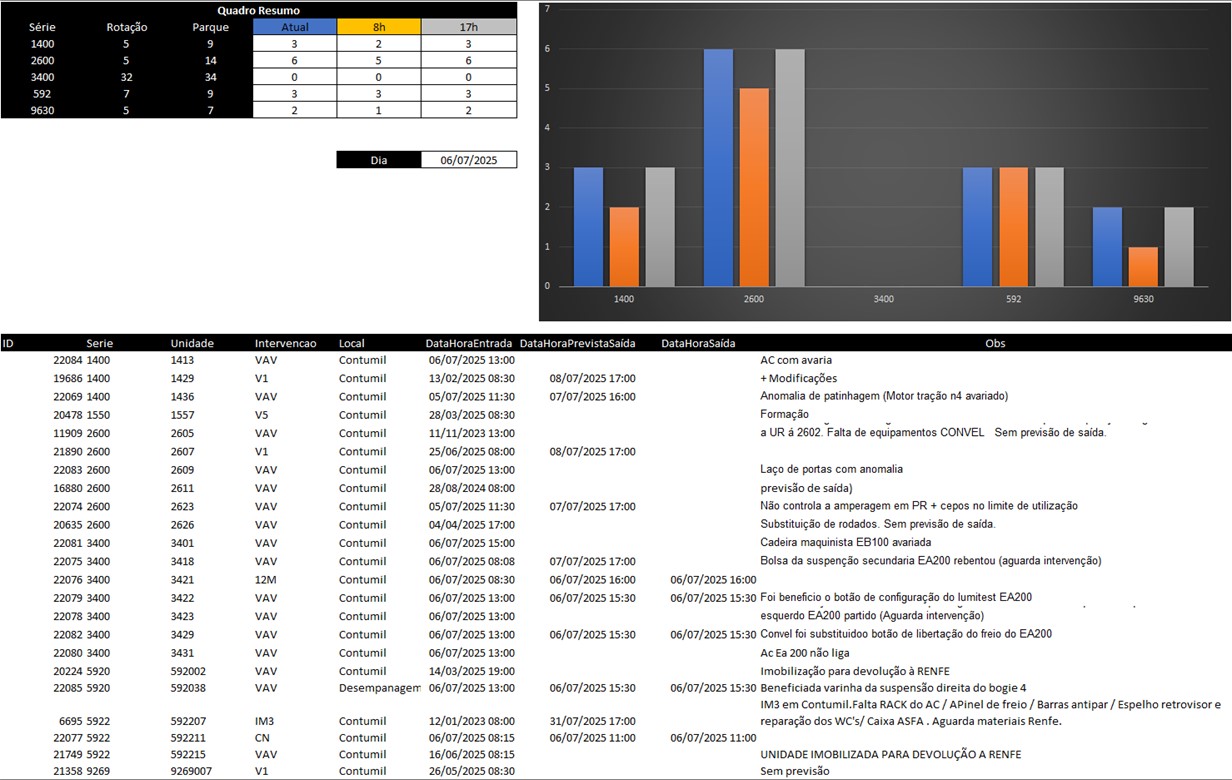 Quadro Resumo
Série Rotação Parque Atual 8h 17h
1400 5 9 3 2 3
2600 5 14 6 5 6
3400 32 34 0 0 0
592 7 9 3 3 3
9630 5 7 2 1 2
Dia 06/07/2025
7
6
5
4
3
2
1
0
1400 2600 3400 592 9630
ID Serie Unidade Intervencao Local DataHoraEntrada DataHoraPrevistaSaída DataHoraSaída Obs
22084 1400 1413 VAV Contumil 06/07/2025 13:00 AC com avaria
19686 1400 1429 V1 Contumil 13/02/2025 08:30 08/07/2025 17:00 + Modificações
22069 1400 1436 VAV Contumil 05/07/2025 11:30 07/07/2025 16:00 Anomalia de patinhagem (Motor tração n4 avariado)
20478 1550 1557 V5 Contumil 28/03/2025 08:30 Formação
11909 2600 2605 VAV Contumil 11/11/2023 13:00 a UR á 2602. Falta de equipamentos CONVEL Sem previsão de saída.
21890 2600 2607 V1 Contumil 25/06/2025 08:00 08/07/2025 17:00
22083 2600 2609 VAV Contumil 06/07/2025 13:00 Laço de portas com anomalia
16880 2600 2611 VAV Contumil 28/08/2024 08:00 previsão de saída)
22074 2600 2623 VAV Contumil 05/07/2025 11:30 07/07/2025 17:00 Não controla a amperagem em PR + cepos no limite de utilização
20635 2600 2626 VAV Contumil 04/04/2025 17:00 Substituição de rodados. Sem previsão de saída.
22081 3400 3401 VAV Contumil 06/07/2025 15:00 Cadeira maquinista EB100 avariada
22075 3400 3418 VAV Contumil 06/07/2025 08:08 07/07/2025 17:00 Bolsa da suspenção secundaria EA200 rebentou (aguarda intervenção)
22076 3400 3421 12M Contumil 06/07/2025 08:30 06/07/2025 16:00 06/07/2025 16:00
22079 3400 3422 VAV Contumil 06/07/2025 13:00 06/07/2025 15:30 06/07/2025 15:30 Foi beneficio o botão de configuração do lumitest EA200
22078 3400 3423 VAV Contumil 06/07/2025 13:00 esquerdo EA200 partido (Aguarda intervenção)
22082 3400 3429 VAV Contumil 06/07/2025 13:00 06/07/2025 15:30 06/07/2025 15:30 Convel foi substituidoo botão de libertação do freio do EA200
22080 3400 3431 VAV Contumil 06/07/2025 13:00 Ac Ea 200 não liga
20224 5920 592002 VAV Contumil 14/03/2025 19:00 Imobilização para devolução à RENFE
22085 5920 592038 VAV Desempanagem 06/07/2025 13:00 06/07/2025 15:30 06/07/2025 15:30 Beneficiada varinha da suspensão direita do bogie 4
IM3 em Contumil.Falta RACK do AC / APinel de freio / Barras antipar / Espelho retrovisor e
6695 5922 592207 IM3 Contumil 12/01/2023 08:00 31/07/2025 17:00 reparação dos WC's/ Caixa ASFA . Aguarda materiais Renfe.
22077 5922 592211 CN Contumil 06/07/2025 08:15 06/07/2025 11:00 06/07/2025 11:00
21749 5922 592215 VAV Contumil 16/06/2025 08:15 UNIDADE IMOBILIZADA PARA DEVOLUÇÃO A RENFE
21358 9269 9269007 V1 Contumil 26/05/2025 08:30 Sem previsão